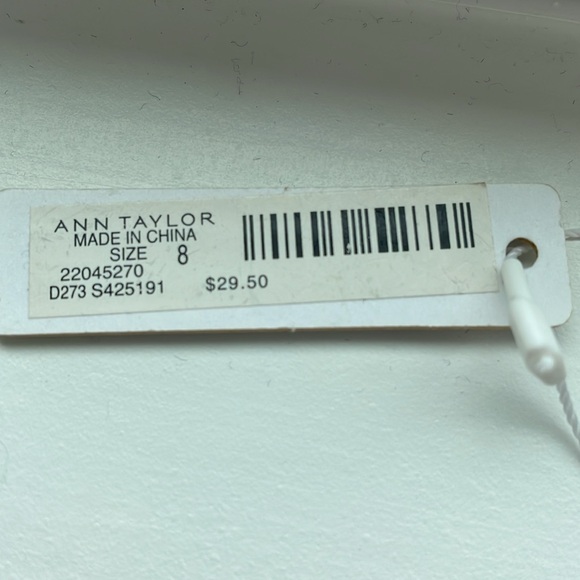 ANN TAYLOR
MADE IN CHINA
SIZE 8
22045270
D273 S425191 $29.50